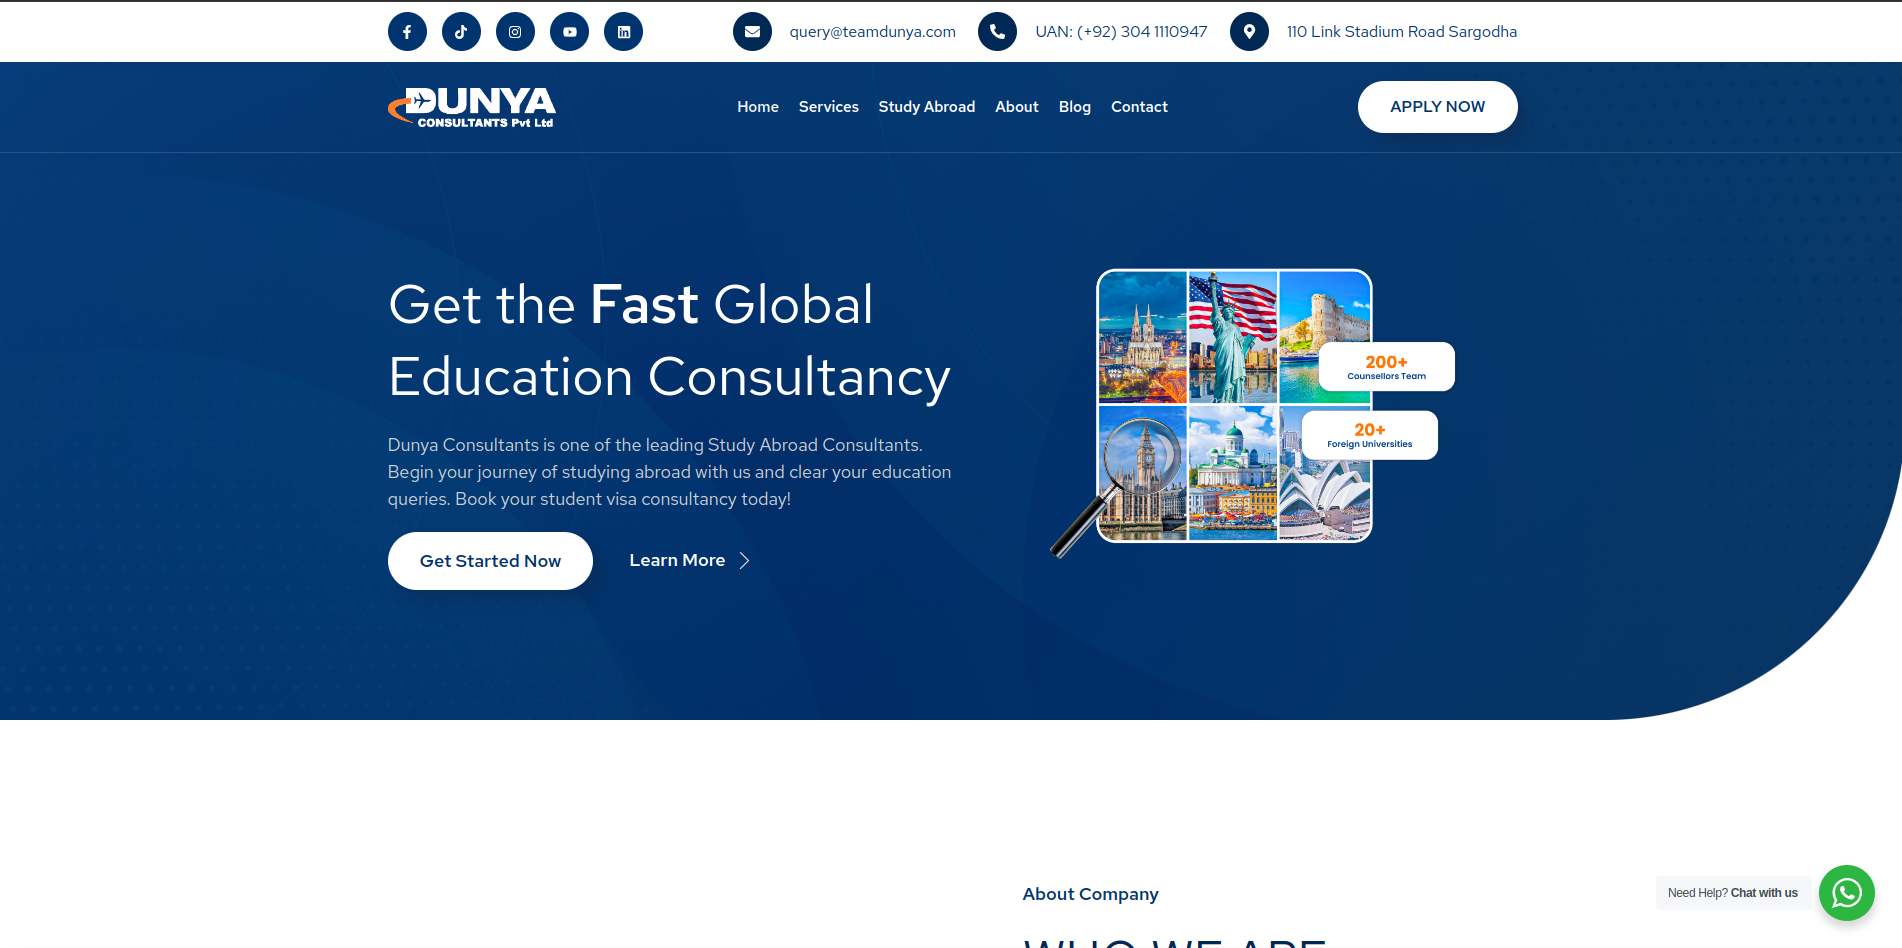 query@teamdunya.com
UAN: (+92) 304 1110947
110 Link Stadium Road Sargodha
DUNYA
CONSULTANTS Pvt Ltd
Home
Services
Study Abroad
About
Blog
Contact
APPLY NOW
Get the Fast Global
Education Consultancy
Dunya Consultants is one of the leading Study Abroad Consultants.
Begin your journey of studying abroad with us and clear your education
queries. Book your student visa consultancy today!
Get Started Now
Learn More
200+
Counsellors Team
20+
Foreign Universities
About Company
WHO WE ARE
Need Help? Chat with us